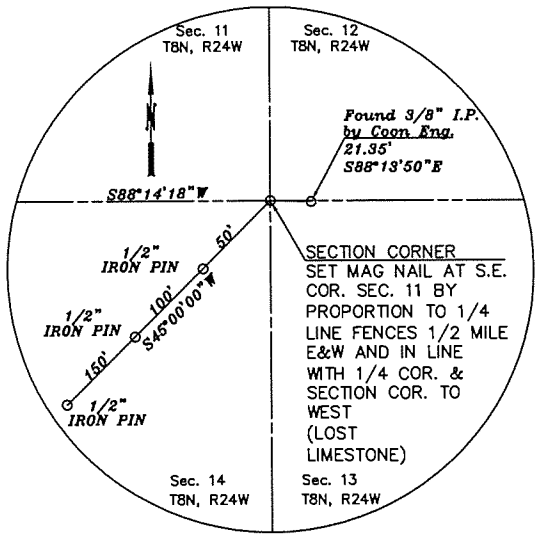 Sec. 11
T8N, R24W
Sec. 12
T8N, R24W
N
Found 3/8" I.P.
by Coon Eng.
21.35'
S88°13'50"E
S88°14'18"W
50'
1/2"
IRON PIN
100'
S45°00'00"W
1/2"
IRON PIN
150'
1/2"
IRON PIN
SECTION CORNER
SET MAG NAIL AT S.E.
COR. SEC. 11 BY
PROPORTION TO 1/4
LINE FENCES 1/2 MILE
E&W AND IN LINE
WITH 1/4 COR. &
SECTION COR. TO
WEST
(LOST
LIMESTONE)
Sec. 14
T8N, R24W
Sec. 13
T8N, R24W